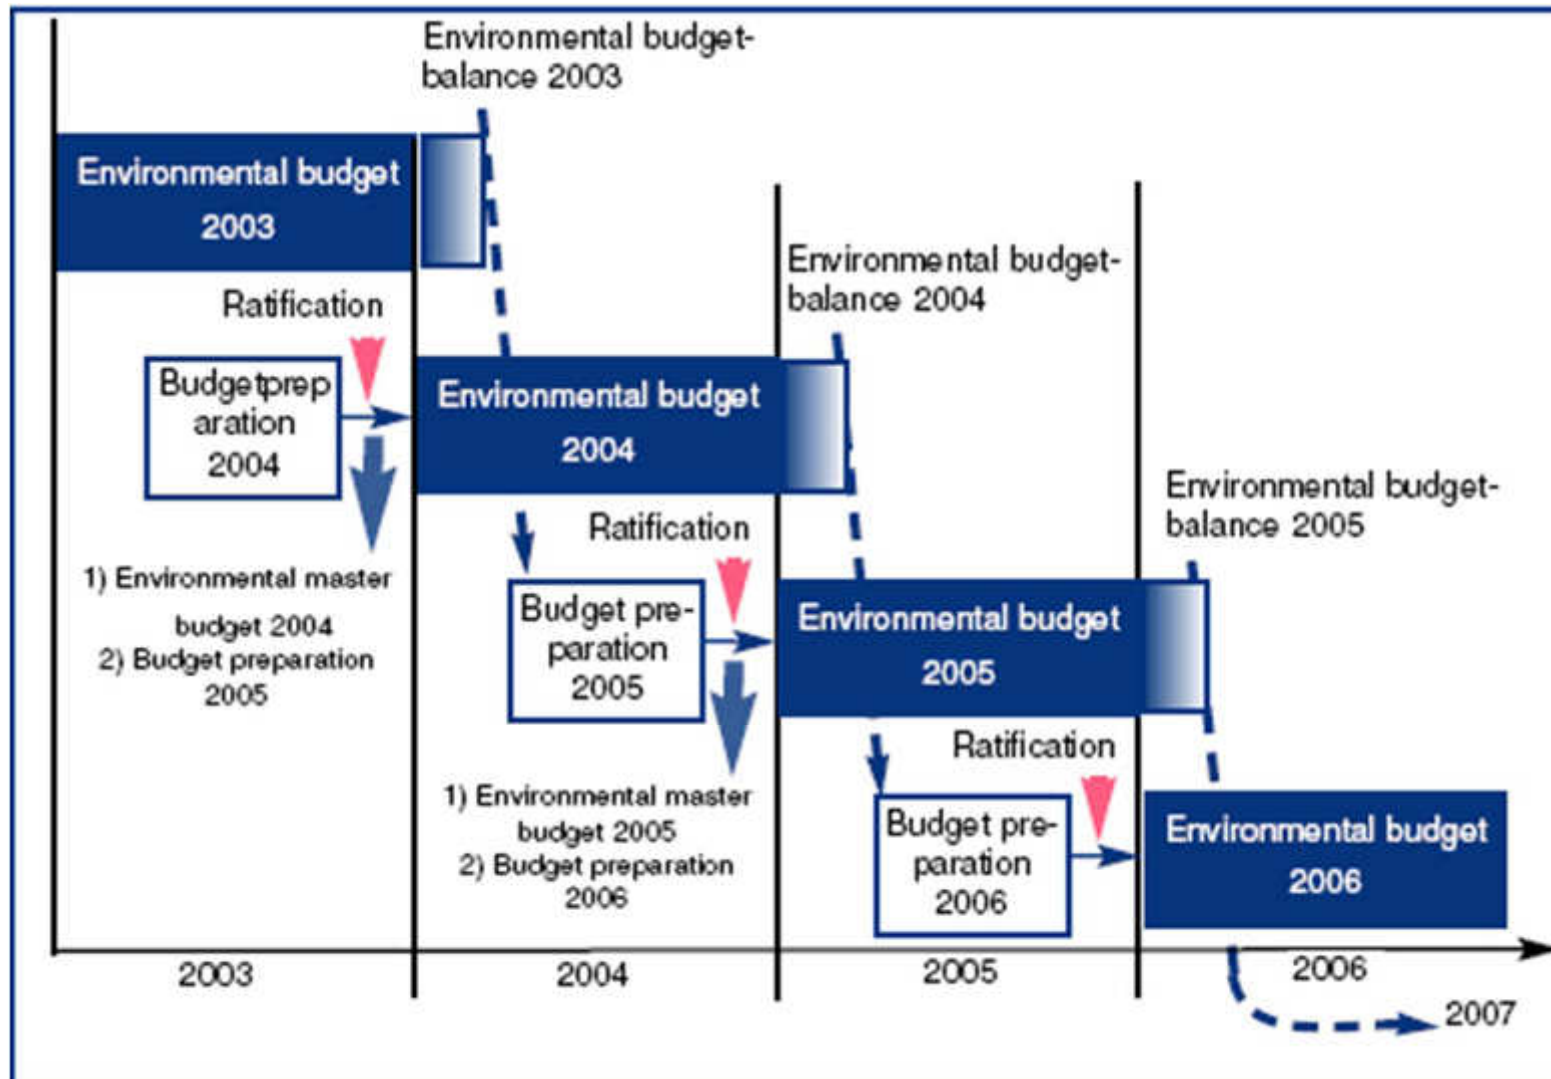 Environmental budget-
balance 2003
Environmental budget
2003
Ratification
Budgetprep
aration
2004
1) Environmental master
budget 2004
2) Budget preparation
2005
Environmental budget-
balance 2004
Environmental budget
2004
Ratification
Budget pre-
paration
2005
1) Environmental master
budget 2005
2) Budget preparation
2006
Environmental budget-
balance 2005
Environmental budget
2005
Ratification
Budget pre-
paration
2006
Environmental budget
2006
2003
2004
2005
2006
2007